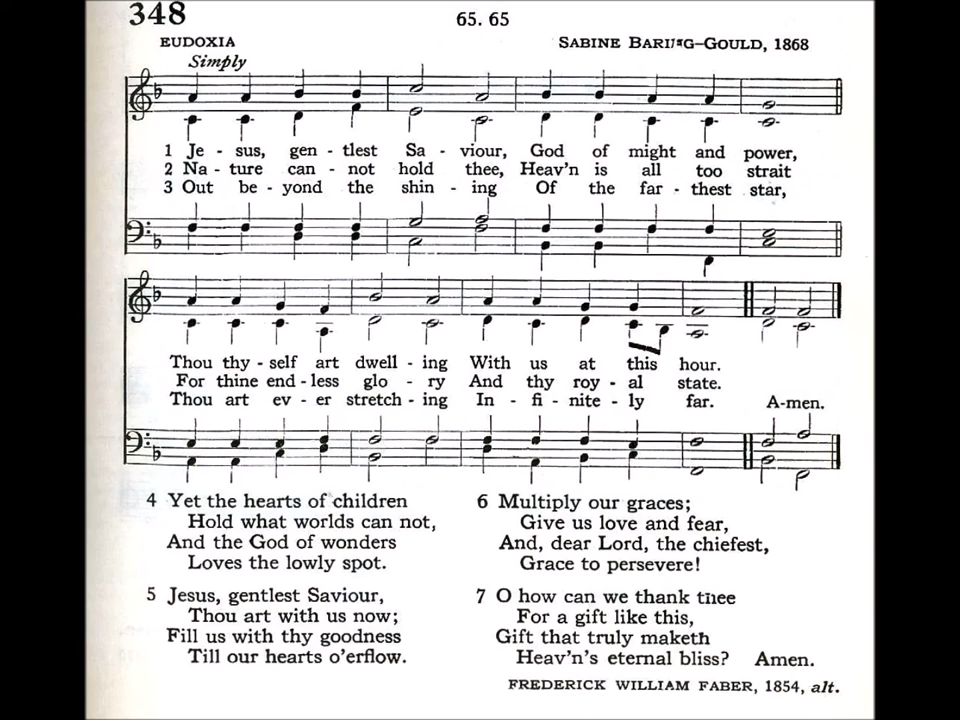 348
65. 65
EUDOXIA
SABINE BARING–GOULD, 1868
Simply
1 Je - sus, gen - tlest Sa - viour, God of might and power,
2 Na - ture can - not hold thee, Heav'n is all too strait
3 Out be - yond the shin - ing Of the far - thest star,
Thou thy - self art dwell - ing With us at this hour.
For thine end - less glo - ry And thy roy - al state.
Thou art ev - er stretch - ing In - fi - nite - ly far. A-men.
4 Yet the hearts of children
Hold what worlds can not,
And the God of wonders
Loves the lowly spot.
5 Jesus, gentlest Saviour,
Thou art with us now;
Fill us with thy goodness
Till our hearts o'erflow.
6 Multiply our graces;
Give us love and fear,
And, dear Lord, the chiefest,
Grace to persevere!
7 O how can we thank thee
For a gift like this,
Gift that truly maketh
Heav'n's eternal bliss? Amen.
FREDERICK WILLIAM FABER, 1854, alt.